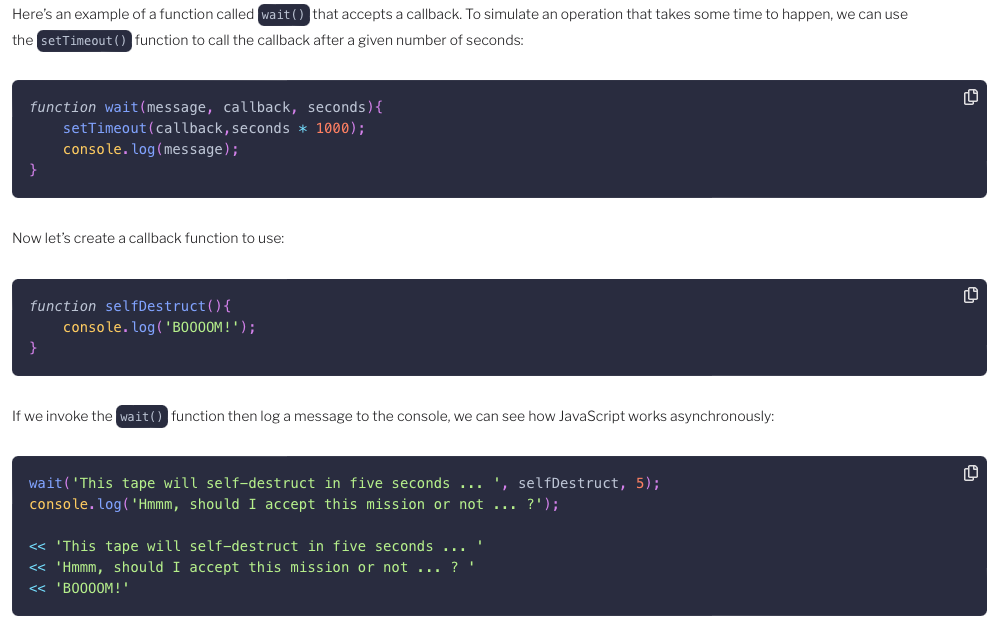 Here’s an example of a function called wait() that accepts a callback. To simulate an operation that takes some time to happen, we can use
the setTimeout() function to call the callback after a given number of seconds:
function wait(message, callback, seconds){
    setTimeout(callback,seconds * 1000);
    console.log(message);
}
Now let’s create a callback function to use:
function selfDestruct(){
    console.log('BOOOOM!');
}
If we invoke the wait() function then log a message to the console, we can see how JavaScript works asynchronously:
wait('This tape will self-destruct in five seconds ... ', selfDestruct, 5);
console.log('Hmmm, should I accept this mission or not ... ?');
<< 'This tape will self-destruct in five seconds ... '
<< 'Hmmm, should I accept this mission or not ... ? '
<< 'BOOOOM!'